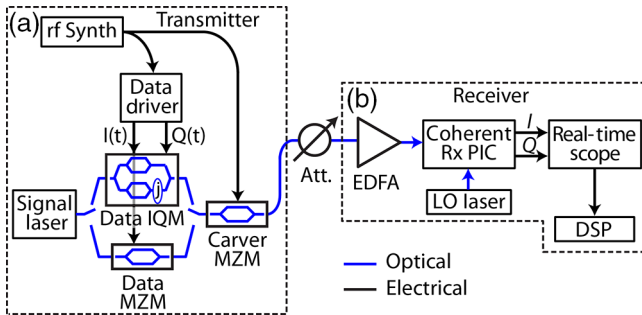 (a)
Transmitter
rf Synth
Data
driver
I(t)
Q(t)
j
Data IQM
Signal
laser
Data
MZM
Carver
MZM
Att.
(b)
Receiver
EDFA
Coherent
Rx PIC
I
Q
Real-time
scope
LO laser
DSP
Optical
Electrical